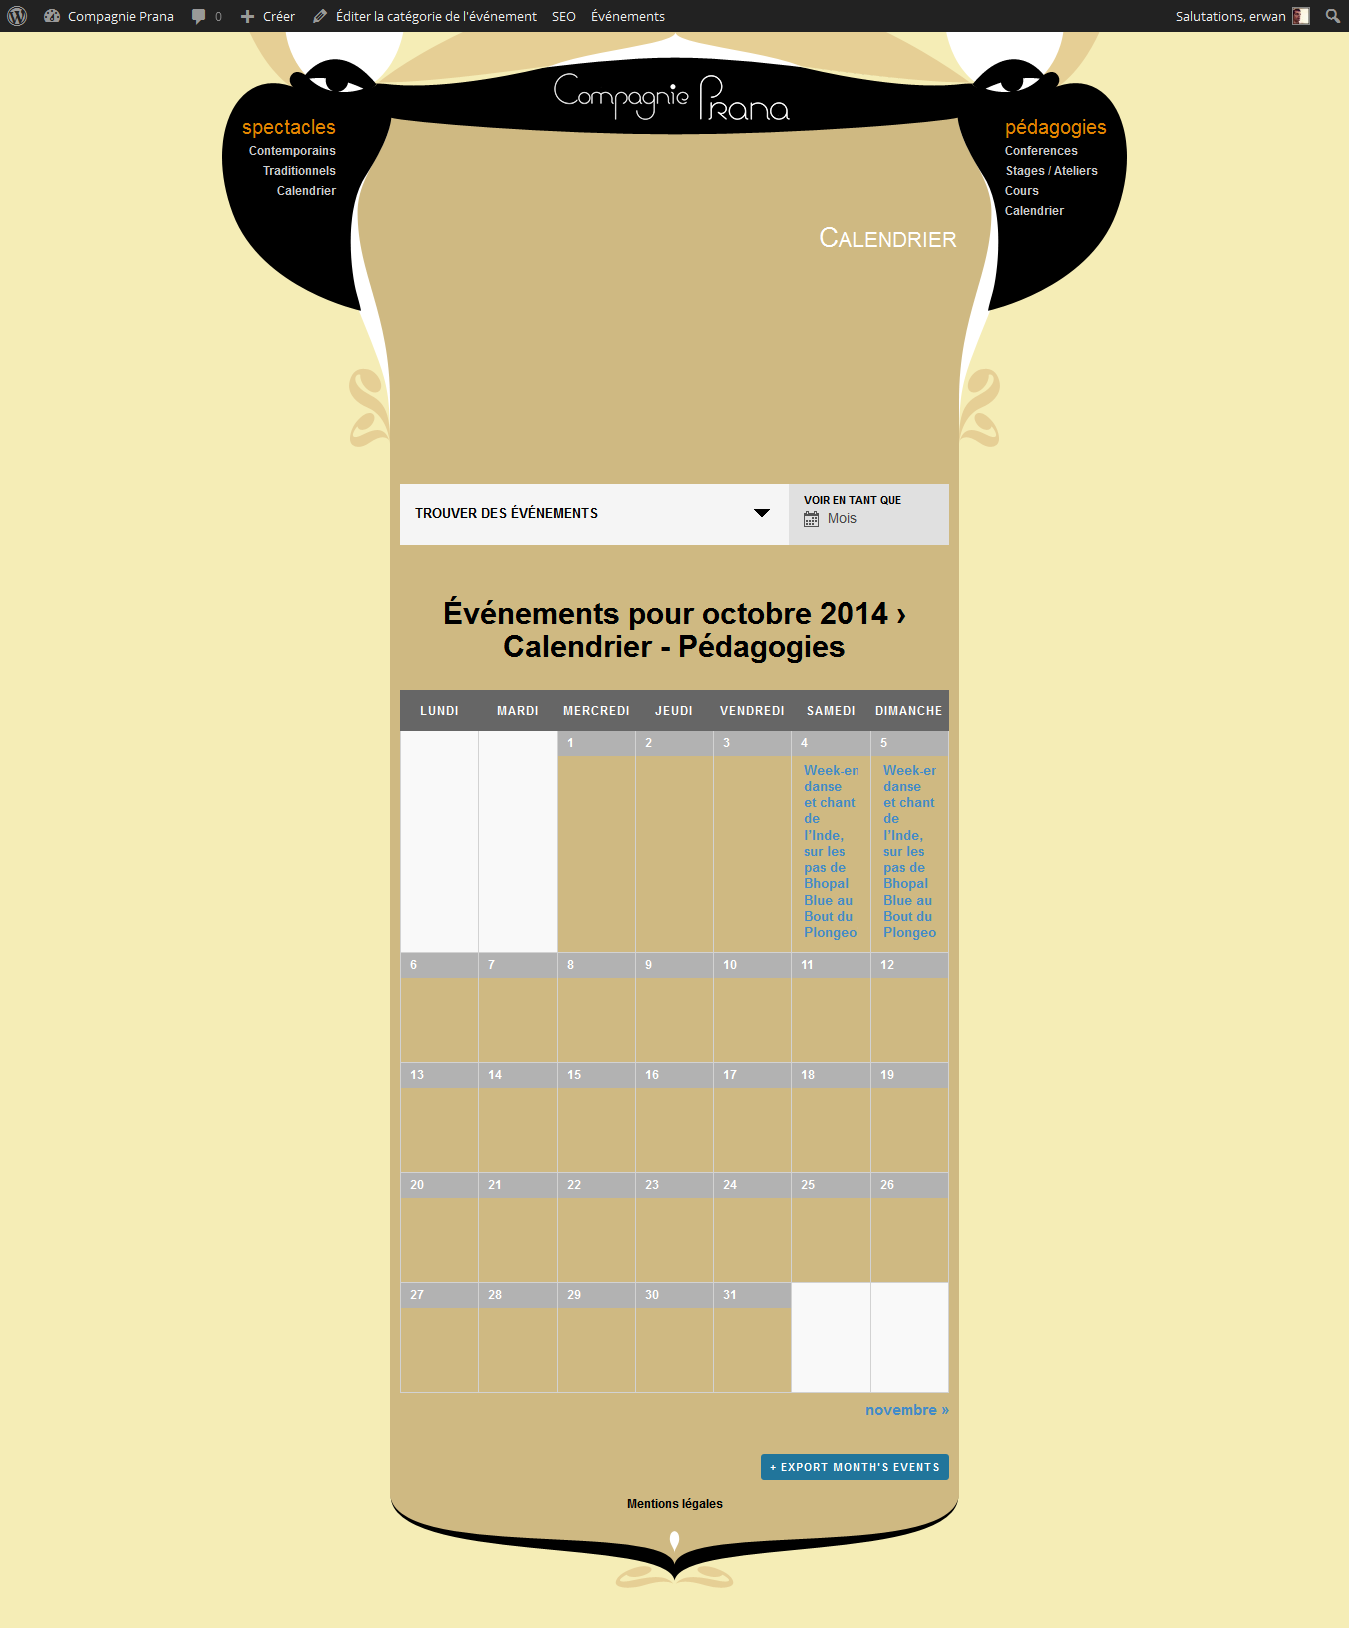 Compagnie Prana 0 Créer Éditer la catégorie de l'événement SEO Événements Salutations, erwan
Compagnie Prana
spectacles
Contemporains
Traditionnels
Calendrier
pédagogies
Conferences
Stages / Ateliers
Cours
Calendrier
Calendrier
TROUVER DES ÉVÉNEMENTS
VOIR EN TANT QUE
Mois
Événements pour octobre 2014 ›
Calendrier - Pédagogies
LUNDI MARDI MERCREDI JEUDI VENDREDI SAMEDI DIMANCHE
1 2 3 4 5
Week-en
danse
et chant
de
l'Inde,
sur les
pas de
Bhopal
Blue au
Bout du
Plongeo
Week-er
danse
et chant
de
l'Inde,
sur les
pas de
Bhopal
Blue au
Bout du
Plongeo
6 7 8 9 10 11 12
13 14 15 16 17 18 19
20 21 22 23 24 25 26
27 28 29 30 31
novembre »
+ EXPORT MONTH'S EVENTS
Mentions légales